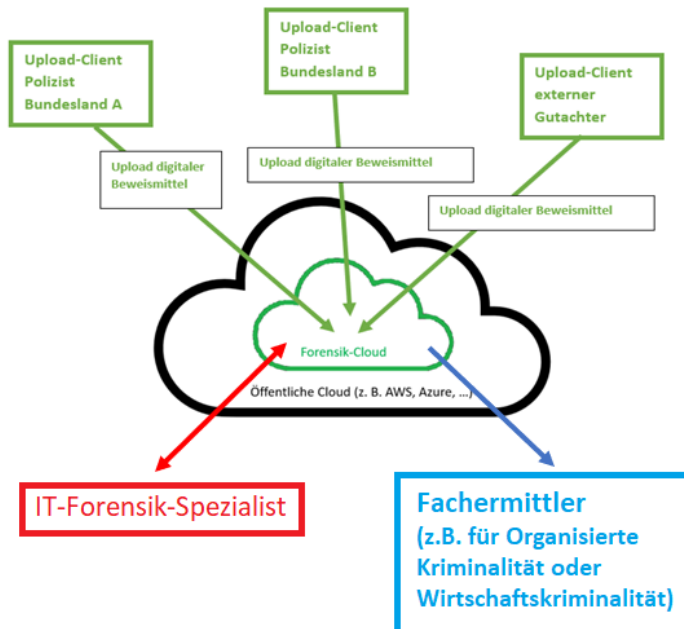 Upload-Client
Polizist
Bundesland A
Upload-Client
Polizist
Bundesland B
Upload-Client
externer
Gutachter
Upload digitaler
Beweismittel
Upload digitaler Beweismittel
Upload digitaler Beweismittel
Forensik-Cloud
Öffentliche Cloud (z. B. AWS, Azure, ...)
IT-Forensik-Spezialist
Fachermittler
(z.B. für Organisierte
Kriminalität oder
Wirtschaftskriminalität)